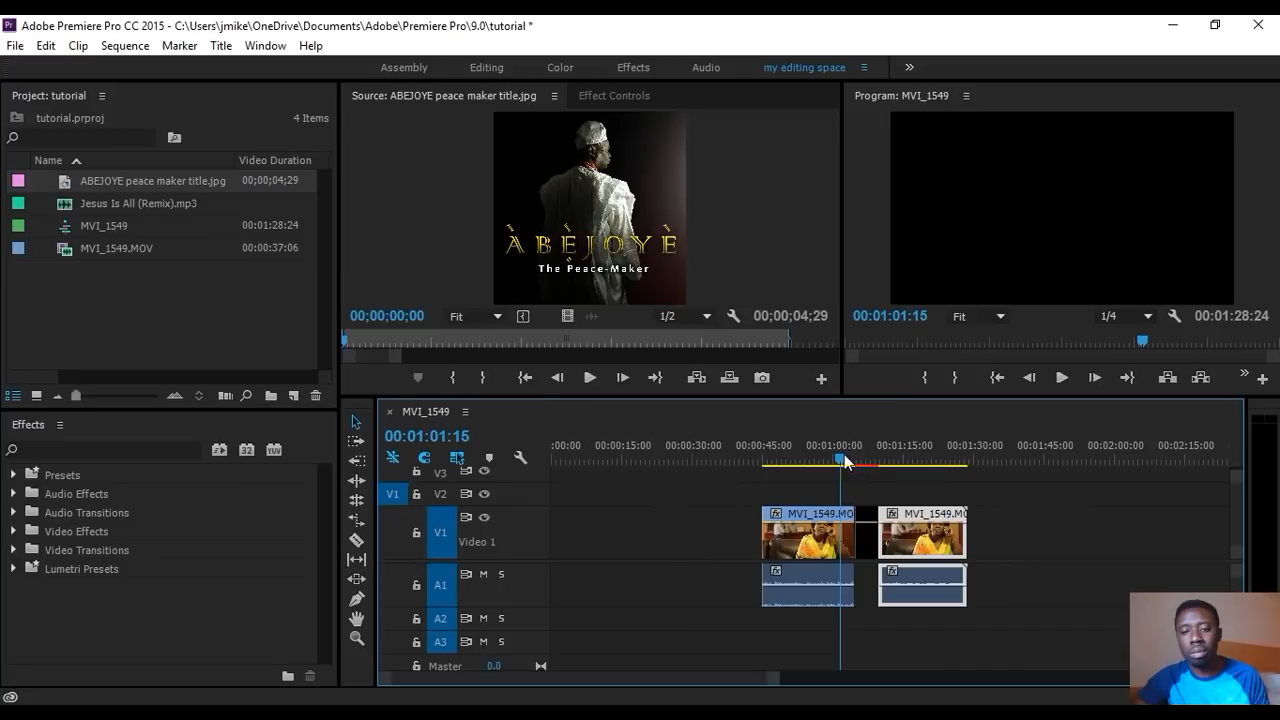 Adobe Premiere Pro CC 2015 - C:\Users\jmike\OneDrive\Documents\Adobe\Premiere Pro\9.0\tutorial *
File Edit Clip Sequence Marker Title Window Help
Assembly Editing Color Effects Audio my editing space
Project: tutorial
tutorial.prproj 4 Items
Name Video Duration
ABEJOYE peace maker title.jpg 00;00;04;29
Jesus Is All (Remix).mp3
MVI_1549 00:01:28:24
MVI_1549.MOV 00:00:37:06
Source: ABEJOYE peace maker title.jpg Effect Controls
ÀBẸ́JOYÈ
The Peace-Maker
00;00;00;00 Fit 1/2 00;00;04;29
Program: MVI_1549
00:01:01:15 Fit 1/4 00:01:28:24
Effects
32 YUV
Presets
Audio Effects
Audio Transitions
Video Effects
Video Transitions
Lumetri Presets
MVI_1549
00:01:01:15
:00:00 00:00:15:00 00:00:30:00 00:00:45:00 00:01:00:00 00:01:15:00 00:01:30:00 00:01:45:00 00:02:00:00 00:02:15:00
V3
V1 V2
V1 Video 1
fx MVI_1549.MO fx MVI_1549.MO
A1 M S
fx fx
A2 M S
A3 M S
Master 0.0